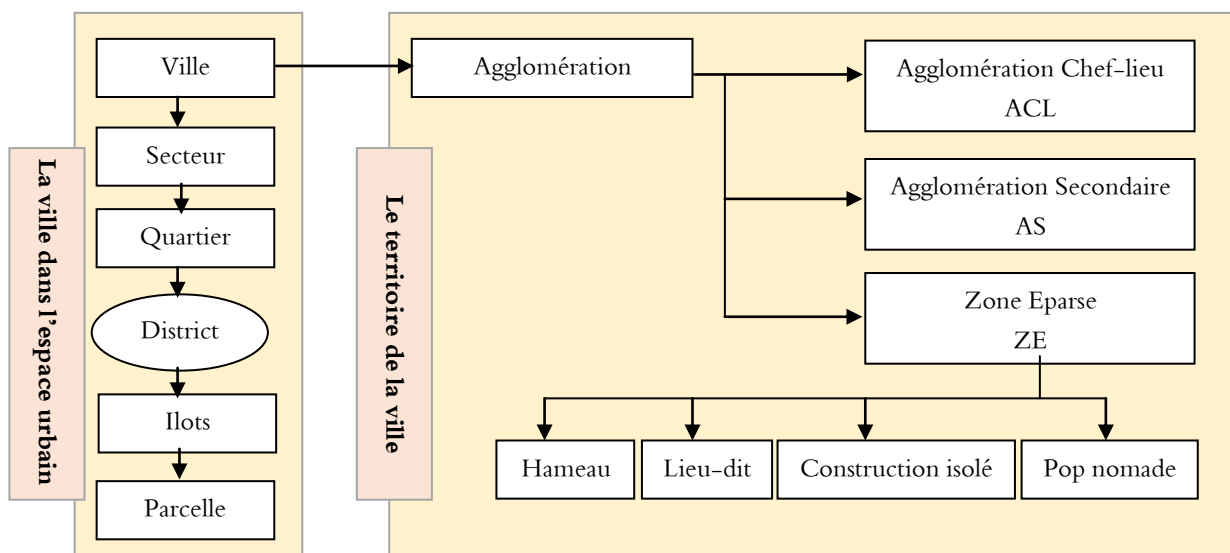 La ville dans l'espace urbain
Ville
Secteur
Quartier
District
Ilots
Parcelle
Le territoire de la ville
Agglomération
Agglomération Chef-lieu
ACL
Agglomération Secondaire
AS
Zone Eparse
ZE
Hameau
Lieu-dit
Construction isolé
Pop nomade